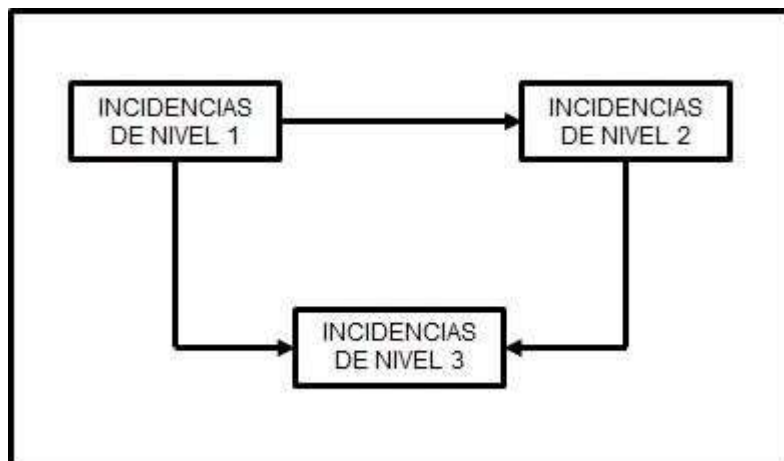 INCIDENCIAS
DE NIVEL 1
INCIDENCIAS
DE NIVEL 2
INCIDENCIAS
DE NIVEL 3